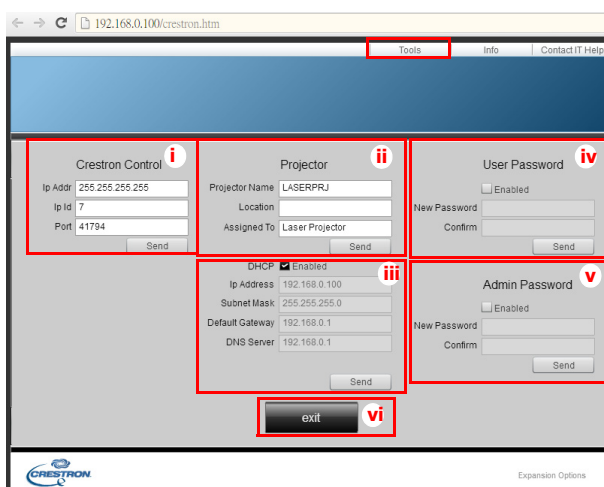 192.168.0.100/crestron.htm
Tools Info Contact IT Help
i ii iv
Crestron Control Projector User Password
Ip Addr 255.255.255.255 Projector Name LASERPRJ Enabled
Ip Id 7 Location New Password
Port 41794 Assigned To Laser Projector Confirm
Send Send Send
DHCP Enabled iii v
Ip Address 192.168.0.100 Admin Password
Subnet Mask 255.255.255.0 Enabled
Default Gateway 192.168.0.1 New Password
DNS Server 192.168.0.1 Confirm
Send Send
exit vi
CRESTRON Expansion Options